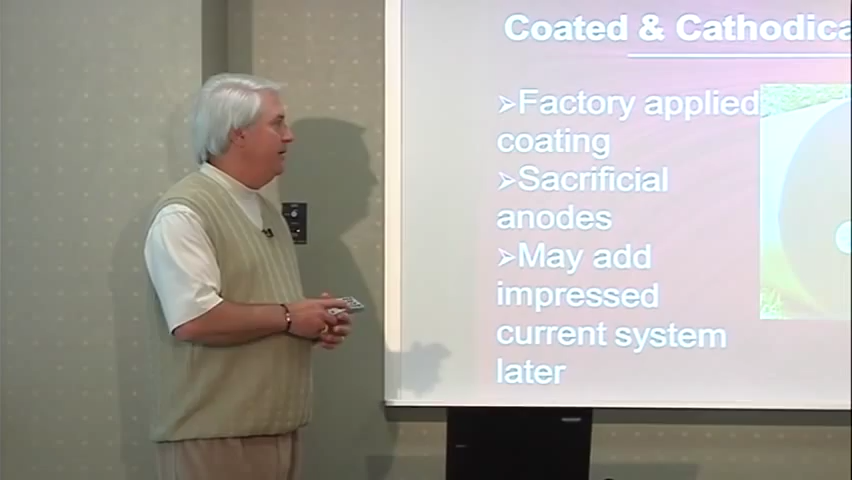 Coated & Cathodica
➢Factory applied
coating
➢Sacrificial
anodes
➢May add
impressed
current system
later